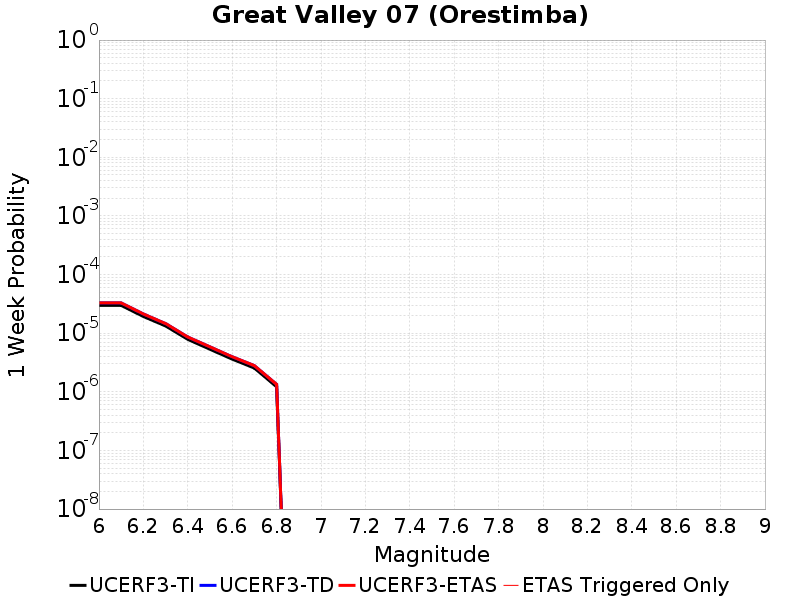 Great Valley 07 (Orestimba)
10^0
10^-1
10^-2
10^-3
10^-4
10^-5
10^-6
10^-7
10^-8
1 Week Probability
6 6.2 6.4 6.6 6.8 7 7.2 7.4 7.6 7.8 8 8.2 8.4 8.6 8.8 9
Magnitude
UCERF3-TI UCERF3-TD UCERF3-ETAS ETAS Triggered Only